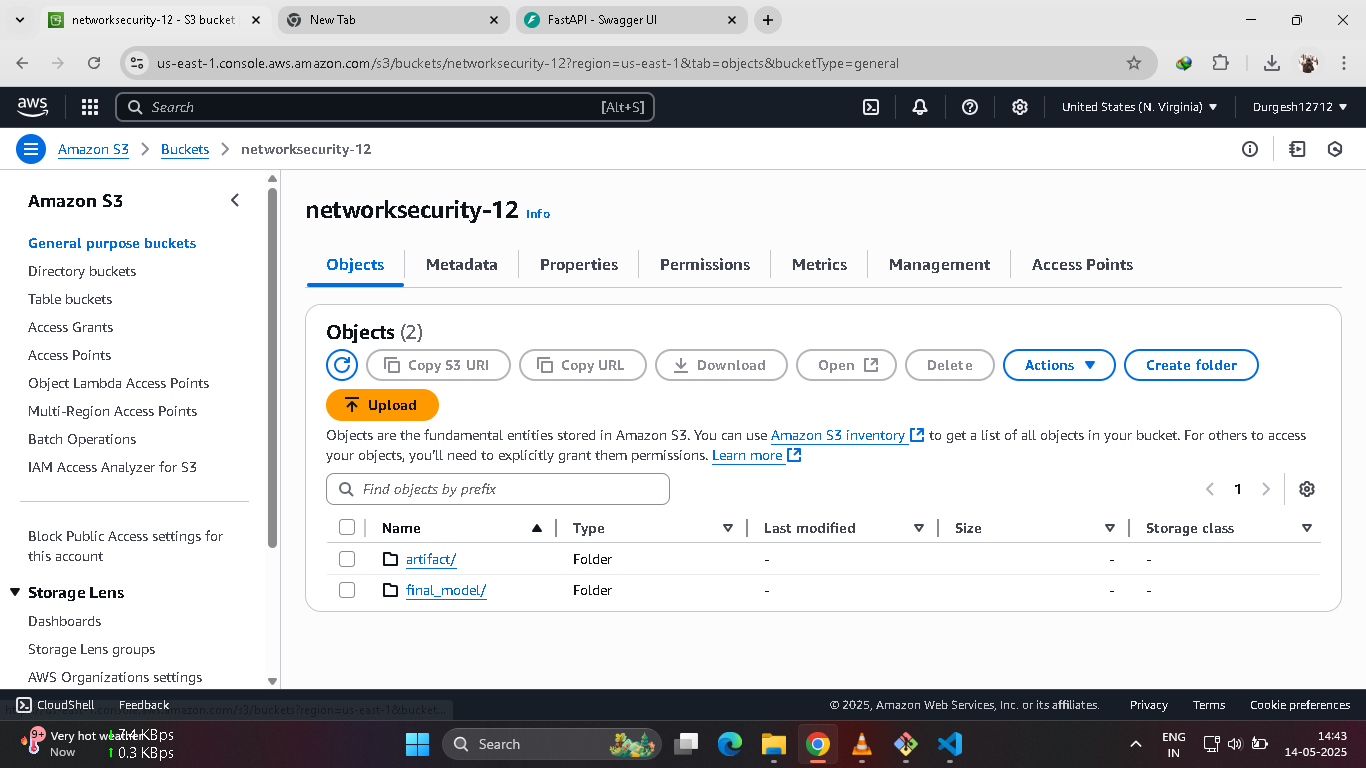 networksecurity-12 - S3 bucket
New Tab
FastAPI - Swagger UI
us-east-1.console.aws.amazon.com/s3/buckets/networksecurity-12?region=us-east-1&tab=objects&bucketType=general
aws
Search
[Alt+S]
United States (N. Virginia)
Durgesh12712
Amazon S3
Buckets
networksecurity-12
Amazon S3
General purpose buckets
Directory buckets
Table buckets
Access Grants
Access Points
Object Lambda Access Points
Multi-Region Access Points
Batch Operations
IAM Access Analyzer for S3
Block Public Access settings for
this account
Storage Lens
Dashboards
Storage Lens groups
AWS Organizations settings
networksecurity-12 Info
Objects
Metadata
Properties
Permissions
Metrics
Management
Access Points
Objects (2)
Copy S3 URI
Copy URL
Download
Open
Delete
Actions
Create folder
Upload
Objects are the fundamental entities stored in Amazon S3. You can use Amazon S3 inventory to get a list of all objects in your bucket. For others to access
your objects, you'll need to explicitly grant them permissions. Learn more
Find objects by prefix
1
Name Type Last modified Size Storage class
artifact/ Folder - - -
final_model/ Folder - - -
CloudShell
Feedback
© 2025, Amazon Web Services, Inc. or its affiliates.
Privacy
Terms
Cookie preferences
9+
Very hot weather
Now
7.4 KBps
0.3 KBps
Search
ENG
IN
14:43
14-05-2025